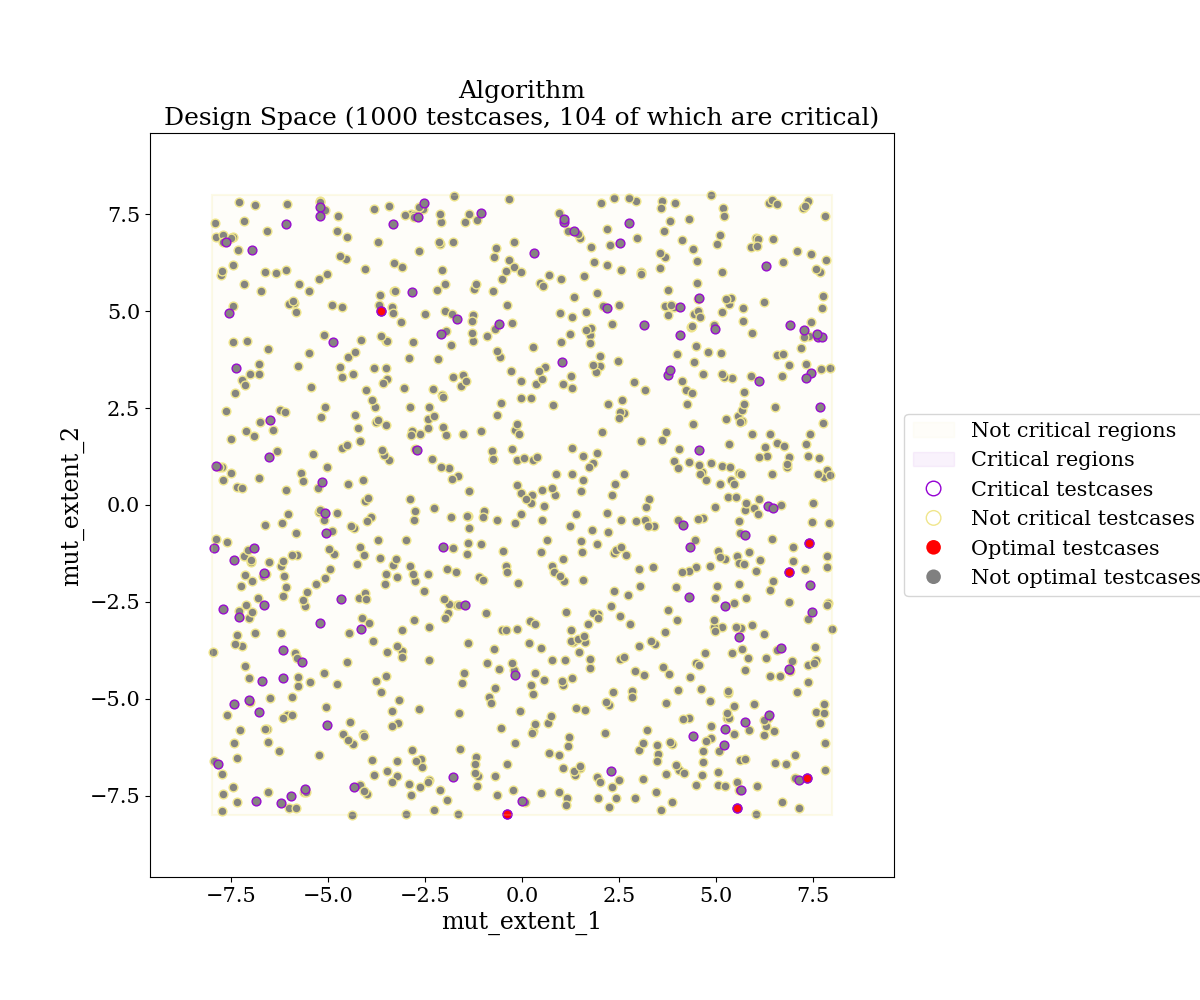 Algorithm
Design Space (1000 testcases, 104 of which are critical)
7.5
5.0
2.5
0.0
−2.5
−5.0
−7.5
mut_extent_2
−7.5 −5.0 −2.5 0.0 2.5 5.0 7.5
mut_extent_1
Not critical regions
Critical regions
Critical testcases
Not critical testcases
Optimal testcases
Not optimal testcases